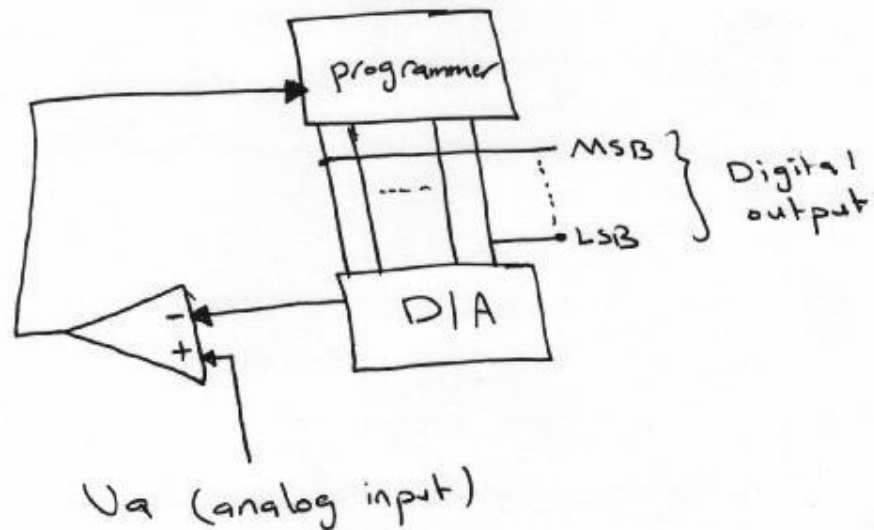 programmer
MSB
Digital
output
LSB
D/A
-
+
Va (analog input)